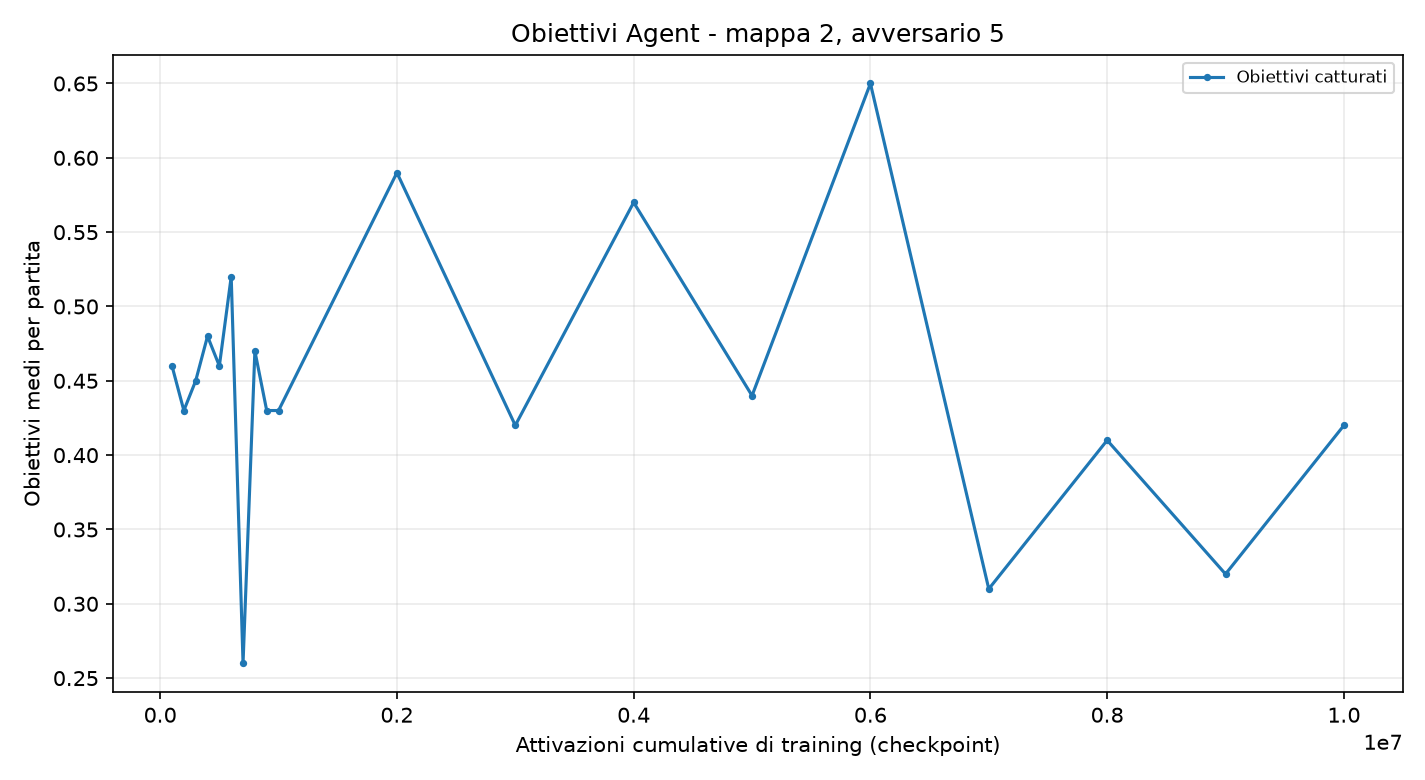 Obiettivi Agent - mappa 2, avversario 5
Obiettivi catturati
Obiettivi medi per partita
0.65
0.60
0.55
0.50
0.45
0.40
0.35
0.30
0.25
0.0 0.2 0.4 0.6 0.8 1.0
1e7
Attivazioni cumulative di training (checkpoint)